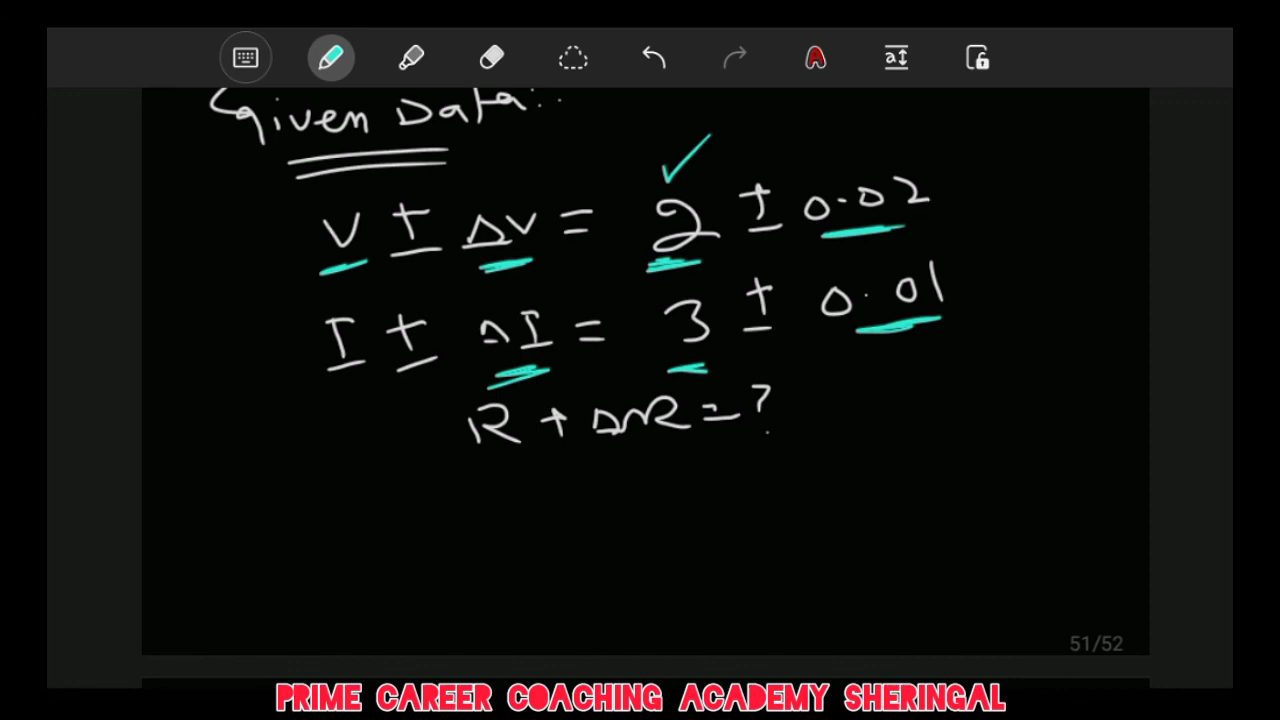 Given Data:.
V ± ΔV = 2 ± 0.02
I ± ΔI = 3 ± 0.01
R + ΔR = ?
51/52
PRIME CAREER COACHING ACADEMY SHERINGAL